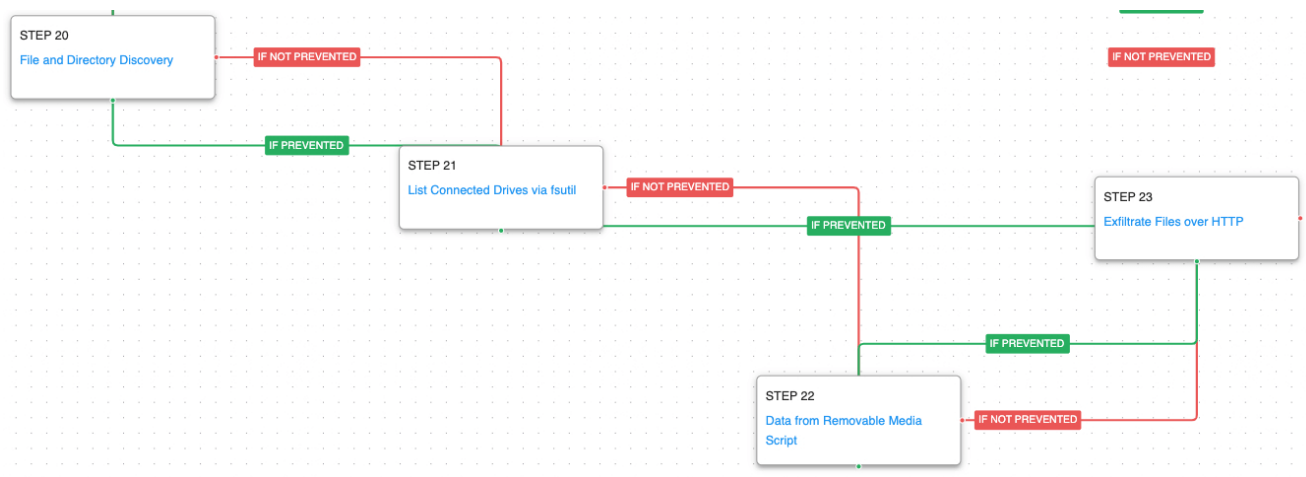 STEP 20
File and Directory Discovery
IF NOT PREVENTED
IF NOT PREVENTED
IF PREVENTED
STEP 21
List Connected Drives via fsutil
IF NOT PREVENTED
IF PREVENTED
STEP 23
Exfiltrate Files over HTTP
IF PREVENTED
STEP 22
Data from Removable Media
Script
IF NOT PREVENTED